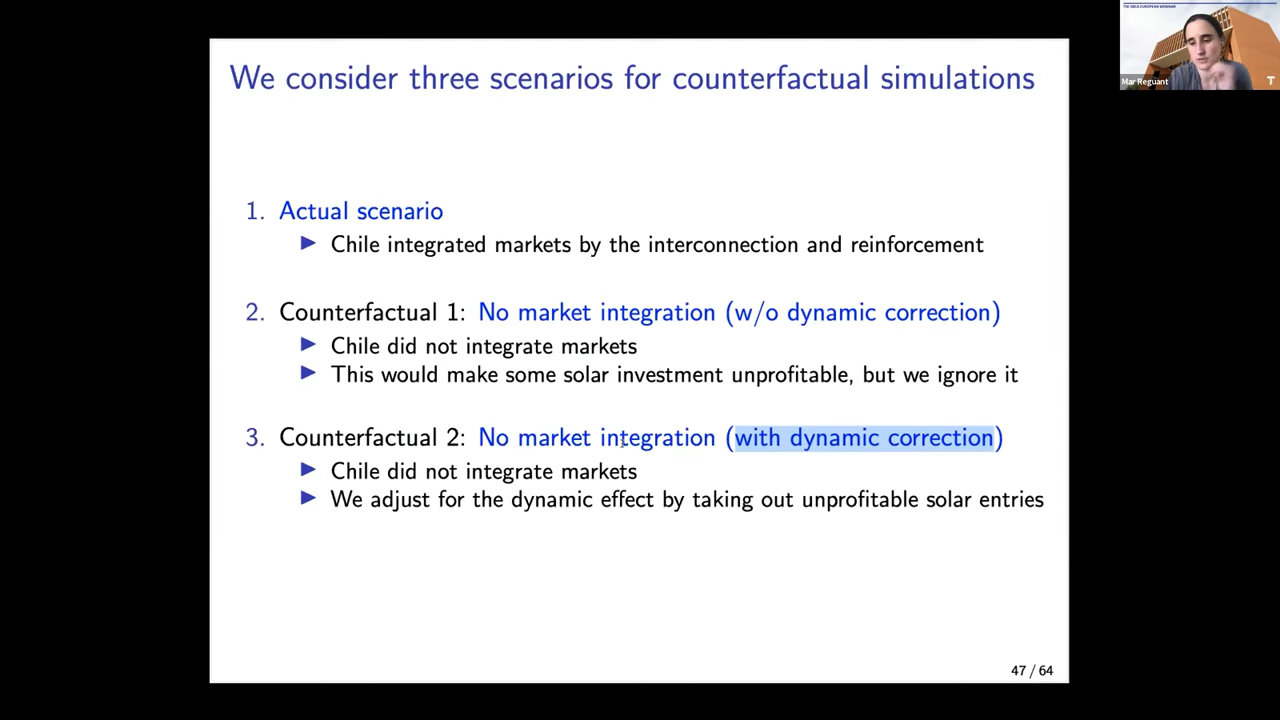 We consider three scenarios for counterfactual simulations
1. Actual scenario
▶ Chile integrated markets by the interconnection and reinforcement
2. Counterfactual 1: No market integration (w/o dynamic correction)
▶ Chile did not integrate markets
▶ This would make some solar investment unprofitable, but we ignore it
3. Counterfactual 2: No market integration (with dynamic correction)
▶ Chile did not integrate markets
▶ We adjust for the dynamic effect by taking out unprofitable solar entries
47 / 64
Mar Reguant